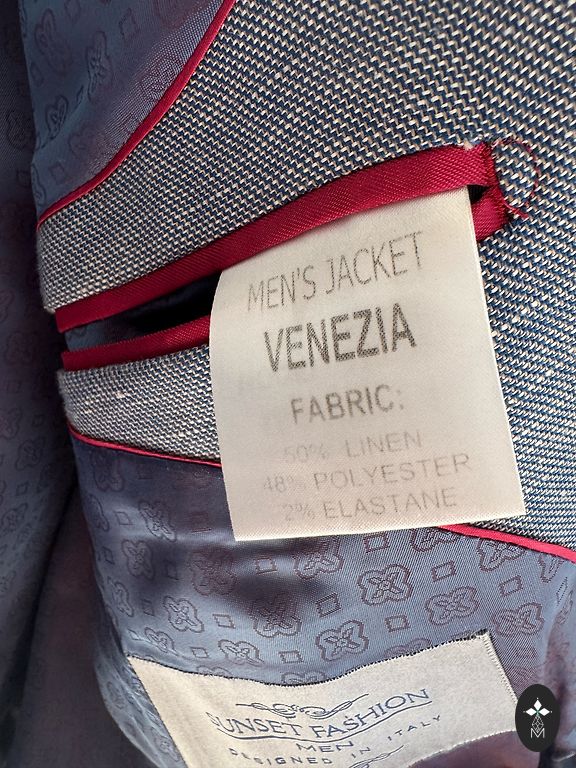 MEN'S JACKET
VENEZIA
FABRIC:
50% LINEN
48% POLYESTER
2% ELASTANE
SUNSET FASHION
MEN
DESIGNED IN ITALY
M